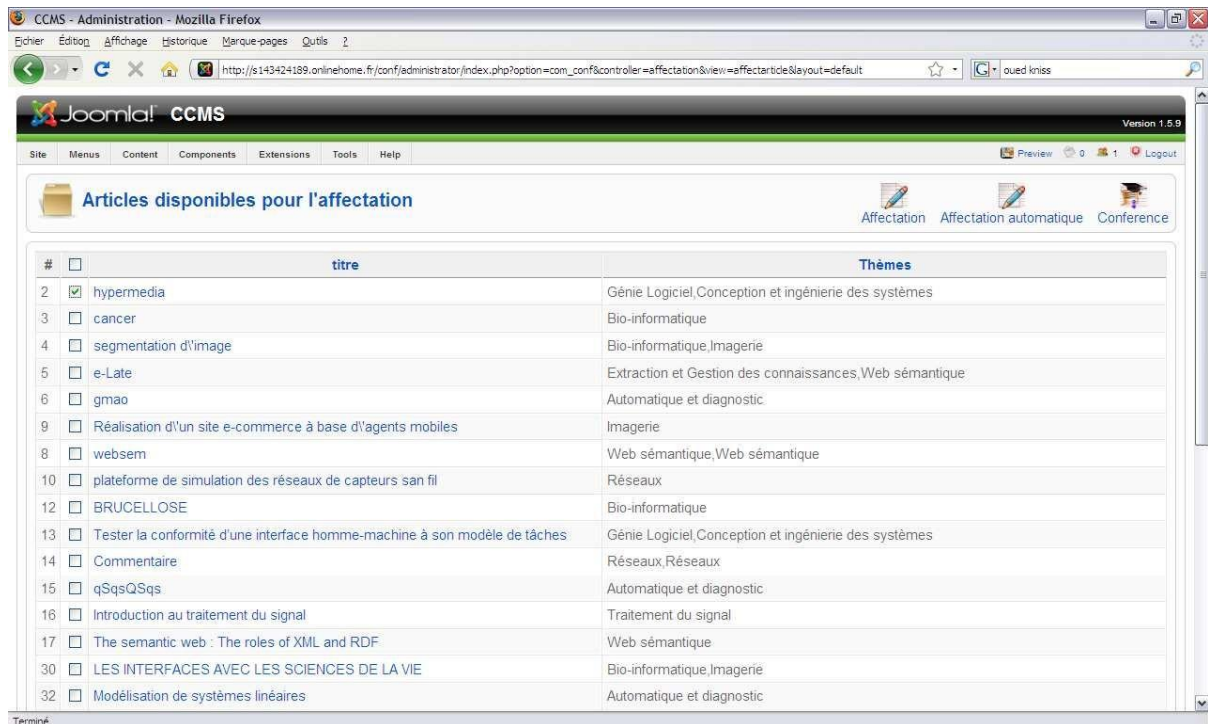 CCMS - Administration - Mozilla Firefox
Fichier Édition Affichage Historique Marque-pages Outils ?
http://s143424189.onlinehome.fr/conf/administrator/index.php?option=com_conf&controller=affectation&view=affectarticle&layout=default oued kniss
Joomla! CCMS
Version 1.5.9
Site Menus Content Components Extensions Tools Help Preview 0 1 Logout
Articles disponibles pour l'affectation
Affectation Affectation automatique Conference
# titre Thèmes
2 hypermedia Génie Logiciel,Conception et ingénierie des systèmes
3 cancer Bio-informatique
4 segmentation d\'image Bio-informatique,Imagerie
5 e-Late Extraction et Gestion des connaissances,Web sémantique
6 gmao Automatique et diagnostic
9 Réalisation d\'un site e-commerce à base d\'agents mobiles Imagerie
8 websem Web sémantique,Web sémantique
10 plateforme de simulation des réseaux de capteurs san fil Réseaux
12 BRUCELLOSE Bio-informatique
13 Tester la conformité d'une interface homme-machine à son modèle de tâches Génie Logiciel,Conception et ingénierie des systèmes
14 Commentaire Réseaux,Réseaux
15 qSqsQSqs Automatique et diagnostic
16 Introduction au traitement du signal Traitement du signal
17 The semantic web : The roles of XML and RDF Web sémantique
30 LES INTERFACES AVEC LES SCIENCES DE LA VIE Bio-informatique,Imagerie
32 Modélisation de systèmes linéaires Automatique et diagnostic
Terminé